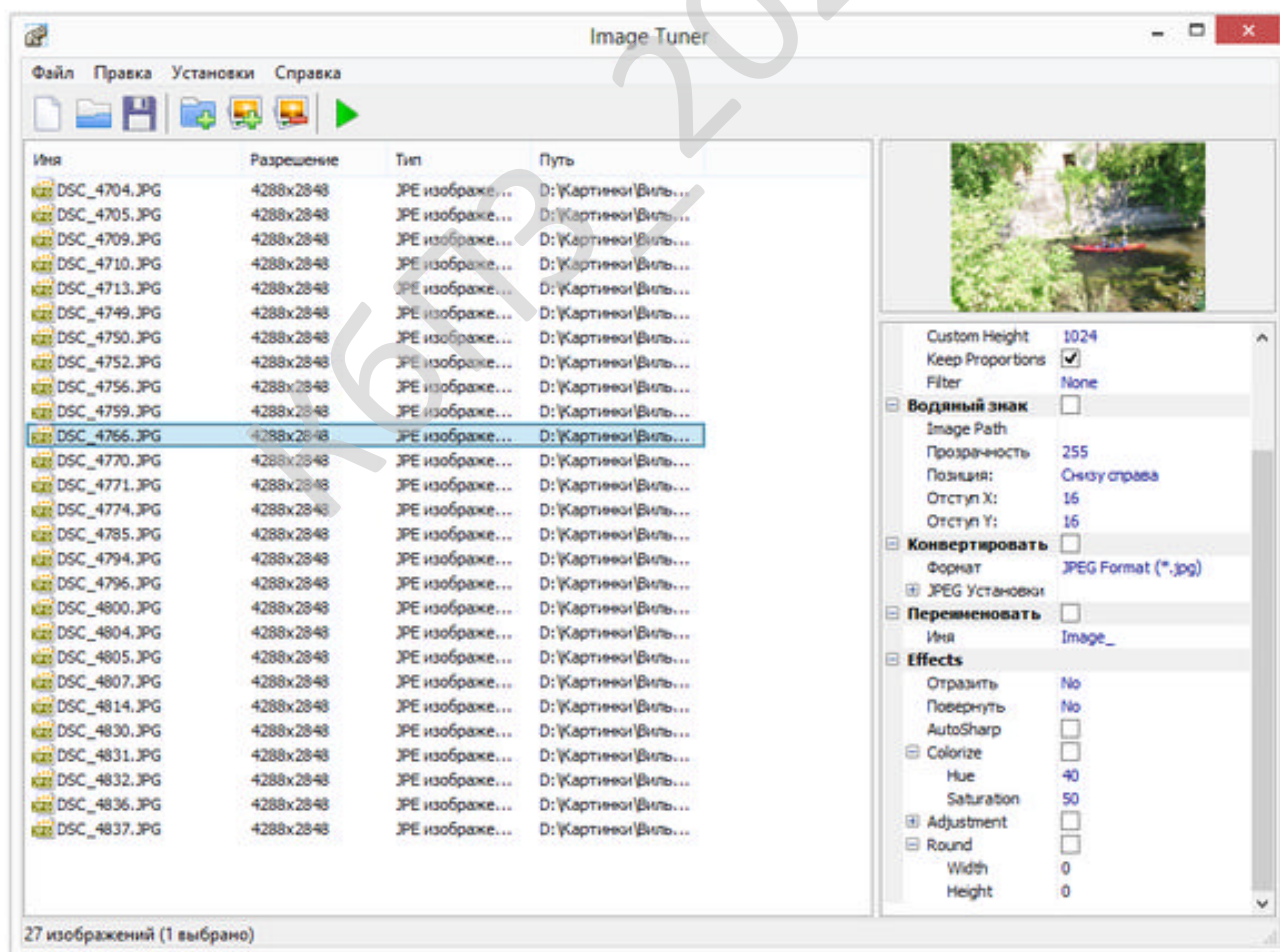 Image Tuner
Файл Правка Установки Справка
Имя Разрешение Тип Путь
DSC_4704.JPG 4288x2848 JPE изображе... D:\Картинки\Виль...
DSC_4705.JPG 4288x2848 JPE изображе... D:\Картинки\Виль...
DSC_4709.JPG 4288x2848 JPE изображе... D:\Картинки\Виль...
DSC_4710.JPG 4288x2848 JPE изображе... D:\Картинки\Виль...
DSC_4713.JPG 4288x2848 JPE изображе... D:\Картинки\Виль...
DSC_4749.JPG 4288x2848 JPE изображе... D:\Картинки\Виль...
DSC_4750.JPG 4288x2848 JPE изображе... D:\Картинки\Виль...
DSC_4752.JPG 4288x2848 JPE изображе... D:\Картинки\Виль...
DSC_4756.JPG 4288x2848 JPE изображе... D:\Картинки\Виль...
DSC_4759.JPG 4288x2848 JPE изображе... D:\Картинки\Виль...
DSC_4766.JPG 4288x2848 JPE изображе... D:\Картинки\Виль...
DSC_4770.JPG 4288x2848 JPE изображе... D:\Картинки\Виль...
DSC_4771.JPG 4288x2848 JPE изображе... D:\Картинки\Виль...
DSC_4774.JPG 4288x2848 JPE изображе... D:\Картинки\Виль...
DSC_4785.JPG 4288x2848 JPE изображе... D:\Картинки\Виль...
DSC_4794.JPG 4288x2848 JPE изображе... D:\Картинки\Виль...
DSC_4796.JPG 4288x2848 JPE изображе... D:\Картинки\Виль...
DSC_4800.JPG 4288x2848 JPE изображе... D:\Картинки\Виль...
DSC_4804.JPG 4288x2848 JPE изображе... D:\Картинки\Виль...
DSC_4805.JPG 4288x2848 JPE изображе... D:\Картинки\Виль...
DSC_4807.JPG 4288x2848 JPE изображе... D:\Картинки\Виль...
DSC_4814.JPG 4288x2848 JPE изображе... D:\Картинки\Виль...
DSC_4830.JPG 4288x2848 JPE изображе... D:\Картинки\Виль...
DSC_4831.JPG 4288x2848 JPE изображе... D:\Картинки\Виль...
DSC_4832.JPG 4288x2848 JPE изображе... D:\Картинки\Виль...
DSC_4836.JPG 4288x2848 JPE изображе... D:\Картинки\Виль...
DSC_4837.JPG 4288x2848 JPE изображе... D:\Картинки\Виль...
Custom Height 1024
Keep Proportions
Filter None
Водяный знак
Image Path
Прозрачность 255
Позиция: Снизу справа
Отступ X: 16
Отступ Y: 16
Конвертировать
Формат JPEG Format (*.jpg)
JPEG Установки
Переименовать
Имя Image_
Effects
Отразить No
Повернуть No
AutoSharp
Colorize
Hue 40
Saturation 50
Adjustment
Round
Width 0
Height 0
27 изображений (1 выбрано)